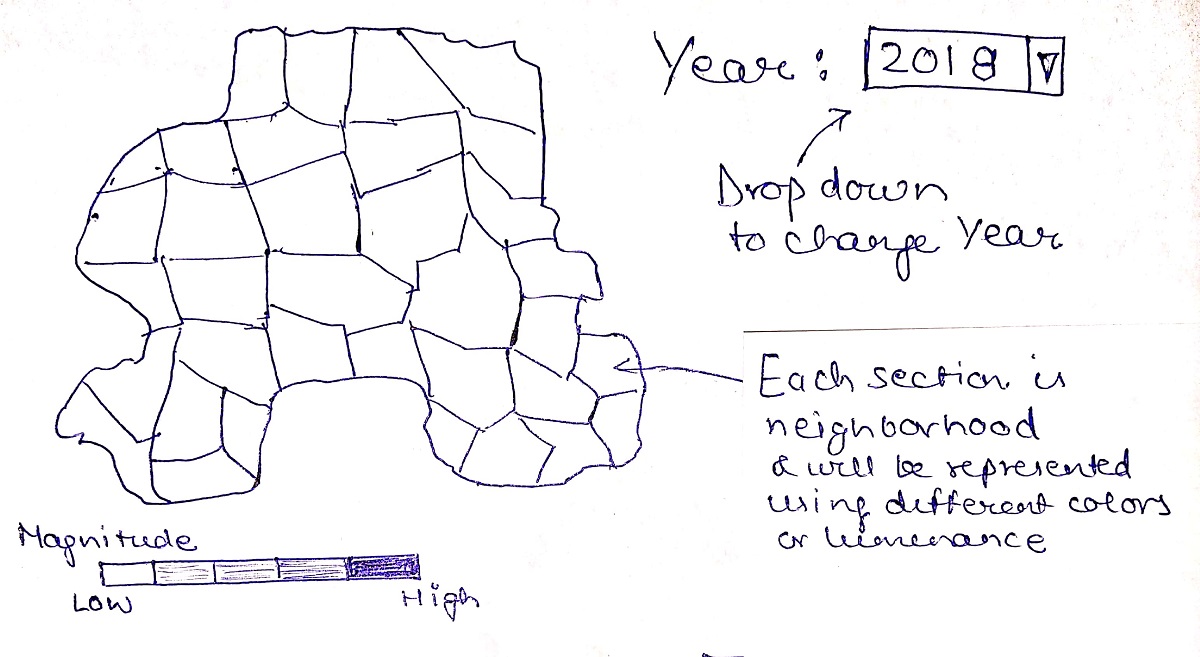 Year: 2018
Drop down
to change Year
Each section is
neighborhood
& will be represented
using different colors
or luminance
Magnitude
Low High